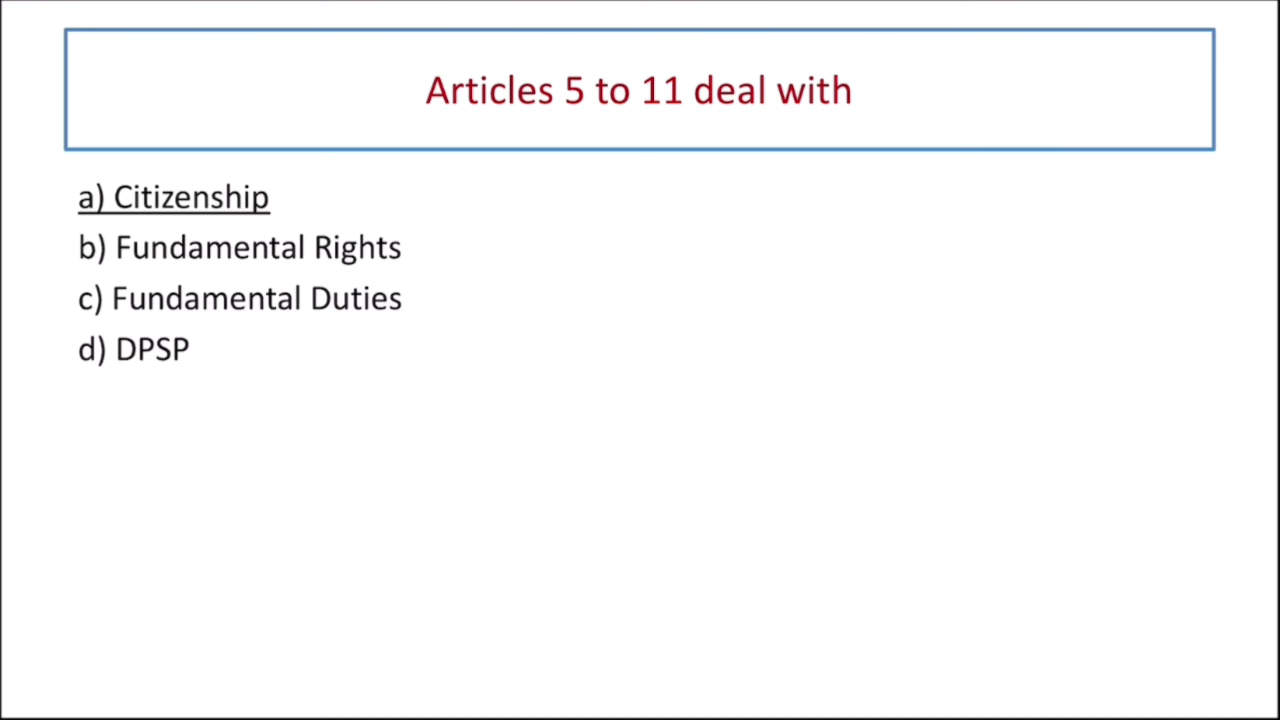 Articles 5 to 11 deal with
a) Citizenship
b) Fundamental Rights
c) Fundamental Duties
d) DPSP